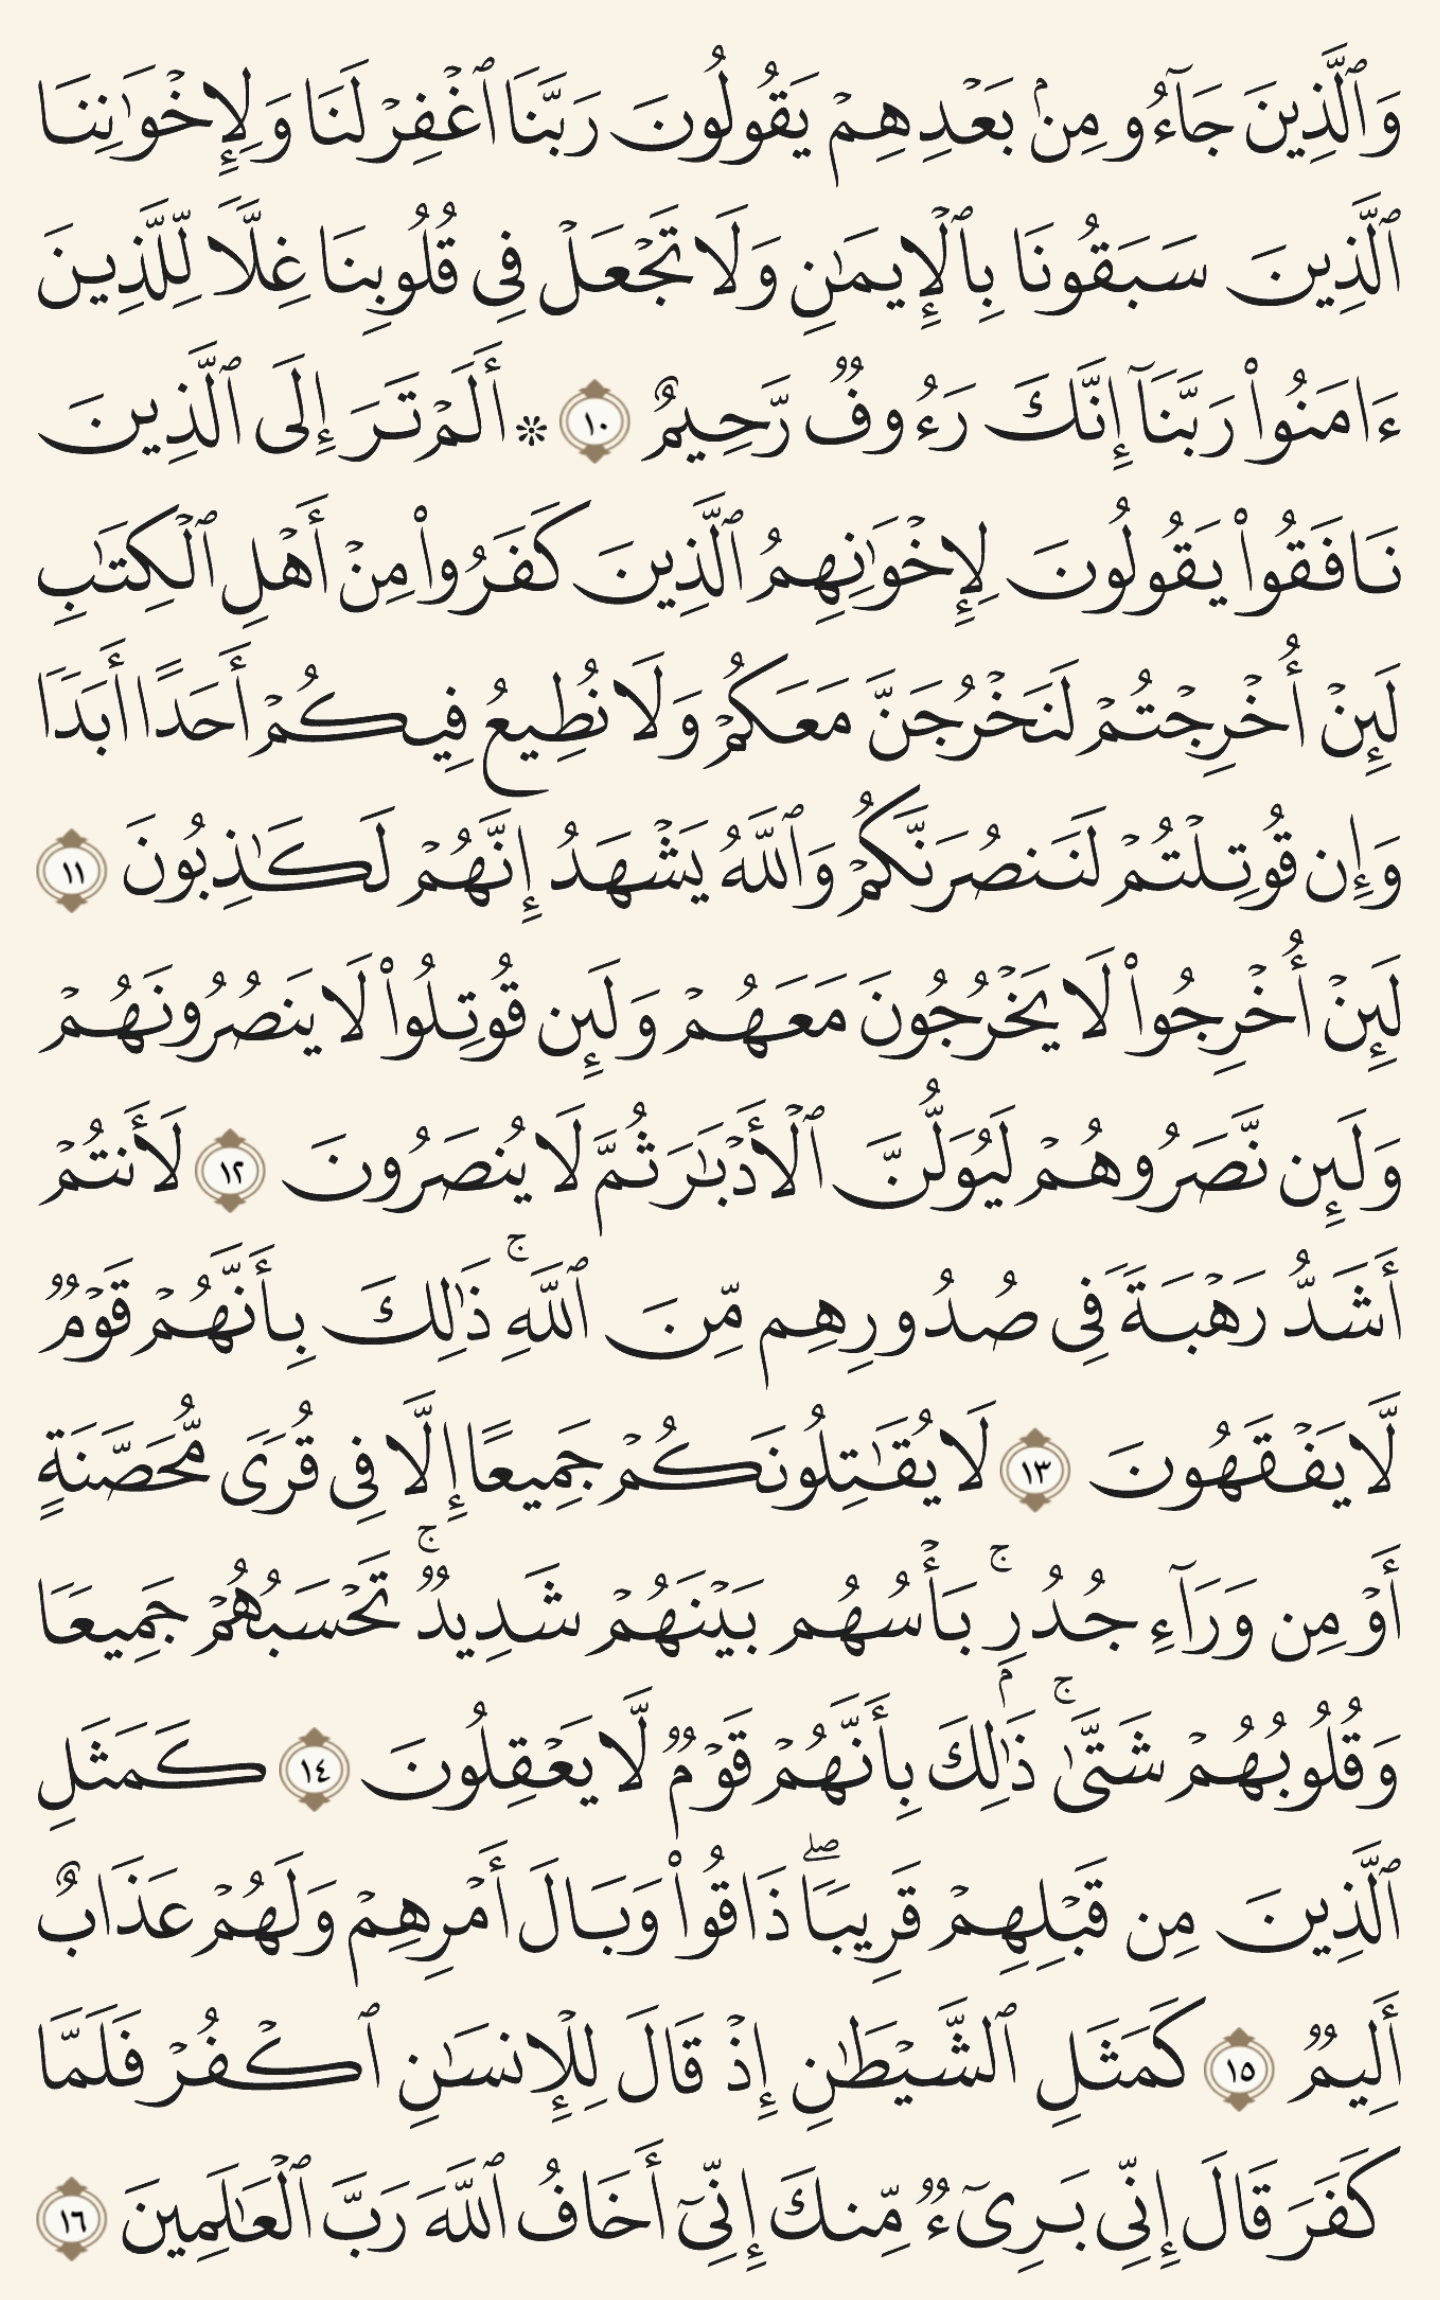 وَٱلَّذِينَ جَآءُو مِنۢ بَعۡدِهِمۡ يَقُولُونَ رَبَّنَا ٱغۡفِرۡ لَنَا وَلِإِخۡوَٰنِنَا
ٱلَّذِينَ سَبَقُونَا بِٱلۡإِيمَٰنِ وَلَا تَجۡعَلۡ فِي قُلُوبِنَا غِلّٗا لِّلَّذِينَ
ءَامَنُواْ رَبَّنَآ إِنَّكَ رَءُوفٞ رَّحِيمٌ ١٠ ۞ أَلَمۡ تَرَ إِلَى ٱلَّذِينَ
نَافَقُواْ يَقُولُونَ لِإِخۡوَٰنِهِمُ ٱلَّذِينَ كَفَرُواْ مِنۡ أَهۡلِ ٱلۡكِتَٰبِ
لَئِنۡ أُخۡرِجۡتُمۡ لَنَخۡرُجَنَّ مَعَكُمۡ وَلَا نُطِيعُ فِيكُمۡ أَحَدًا أَبَدٗا
وَإِن قُوتِلۡتُمۡ لَنَنصُرَنَّكُمۡ وَٱللَّهُ يَشۡهَدُ إِنَّهُمۡ لَكَٰذِبُونَ ١١
لَئِنۡ أُخۡرِجُواْ لَا يَخۡرُجُونَ مَعَهُمۡ وَلَئِن قُوتِلُواْ لَا يَنصُرُونَهُمۡ
وَلَئِن نَّصَرُوهُمۡ لَيُوَلُّنَّ ٱلۡأَدۡبَٰرَ ثُمَّ لَا يُنصَرُونَ ١٢ لَأَنتُمۡ
أَشَدُّ رَهۡبَةٗ فِي صُدُورِهِم مِّنَ ٱللَّهِۚ ذَٰلِكَ بِأَنَّهُمۡ قَوۡمٞ
لَّا يَفۡقَهُونَ ١٣ لَا يُقَٰتِلُونَكُمۡ جَمِيعًا إِلَّا فِي قُرٗى مُّحَصَّنَةٍ
أَوۡ مِن وَرَآءِ جُدُرِۭۚ بَأۡسُهُم بَيۡنَهُمۡ شَدِيدٞۚ تَحۡسَبُهُمۡ جَمِيعٗا
وَقُلُوبُهُمۡ شَتَّىٰۚ ذَٰلِكَ بِأَنَّهُمۡ قَوۡمٞ لَّا يَعۡقِلُونَ ١٤ كَمَثَلِ
ٱلَّذِينَ مِن قَبۡلِهِمۡ قَرِيبٗاۖ ذَاقُواْ وَبَالَ أَمۡرِهِمۡ وَلَهُمۡ عَذَابٌ
أَلِيمٞ ١٥ كَمَثَلِ ٱلشَّيۡطَٰنِ إِذۡ قَالَ لِلۡإِنسَٰنِ ٱكۡفُرۡ فَلَمَّا
كَفَرَ قَالَ إِنِّي بَرِيٓءٞ مِّنكَ إِنِّيٓ أَخَافُ ٱللَّهَ رَبَّ ٱلۡعَٰلَمِينَ ١٦